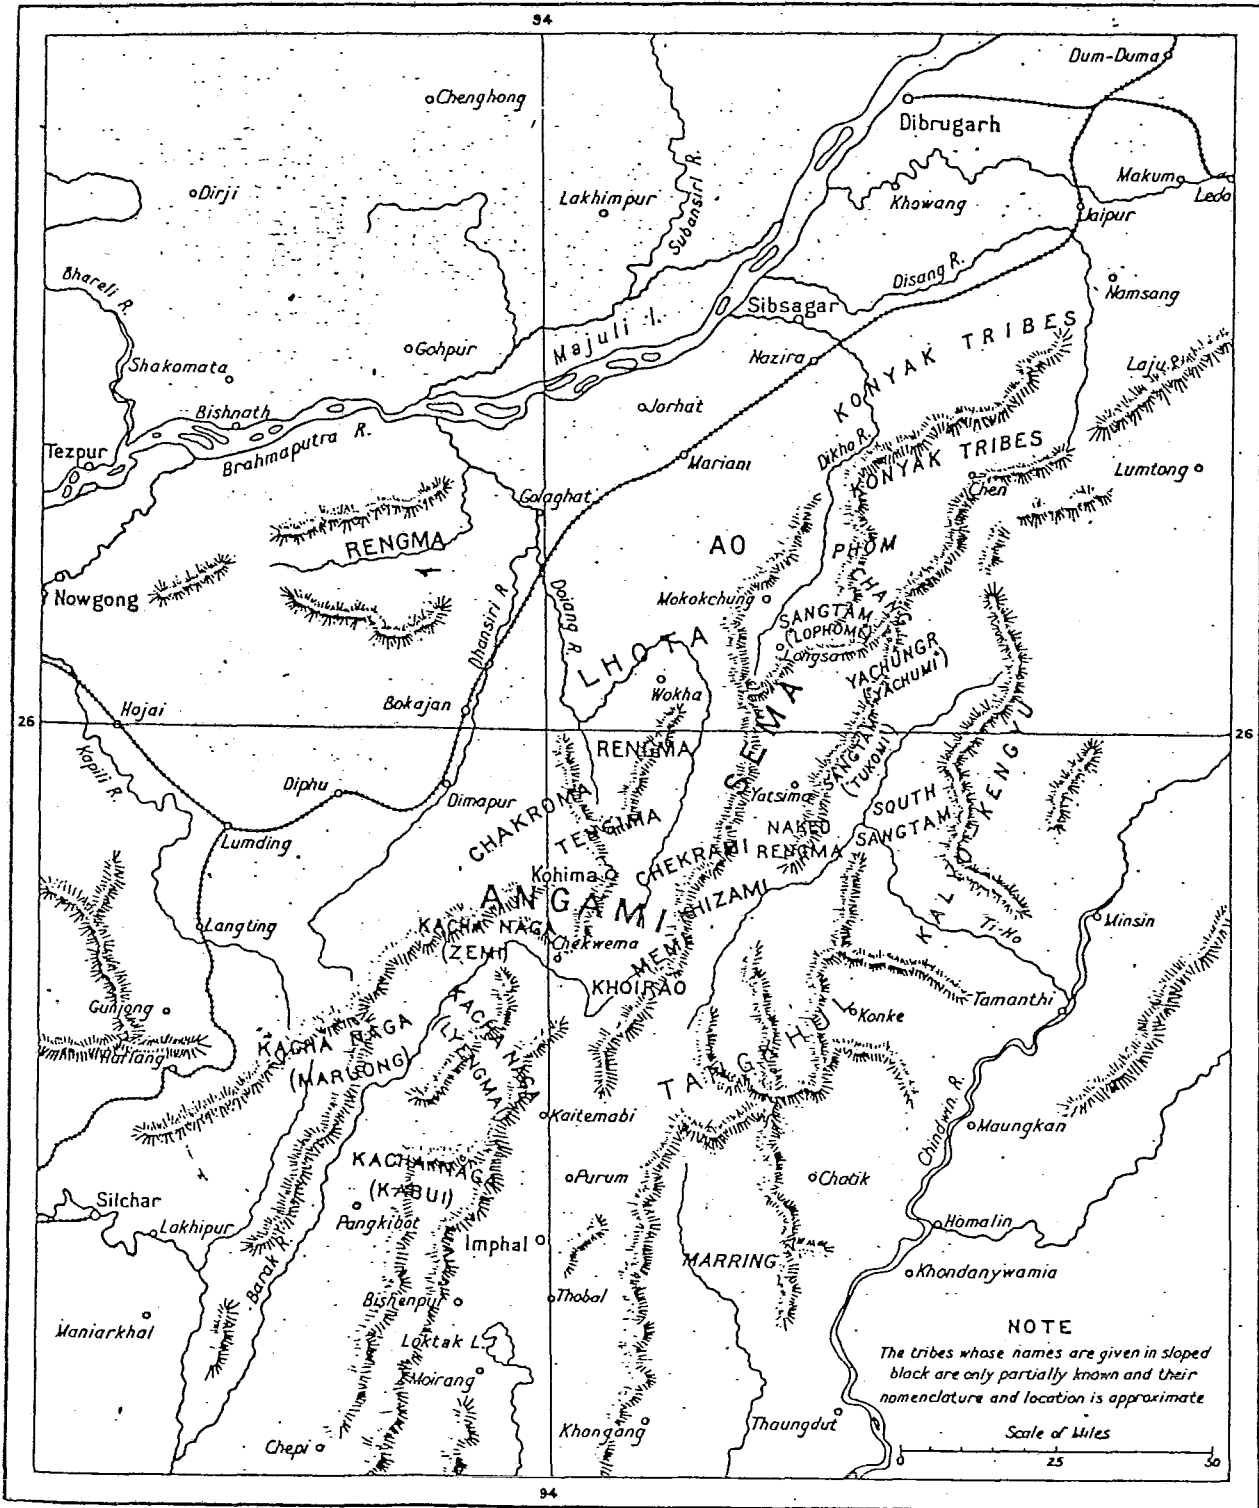 94
Dum-Duma
Chenghong
Dibrugarh
Dirji
Lakhimpur
Subansiri R.
Khowang
Makum
Ledo
Jaipur
Bhareli R.
Disang R.
Namsang
Sibsagar
Majuli I.
Shakomata
Gohpur
Nazira
KONYAK TRIBES
Laju P.
Bishnath
Jorhat
Brahmaputra R.
Tezpur
Mariani
Dikho R.
KONYAK TRIBES
Chen
Lumtong
Golaghat
RENGMA
AO
PHOM
CHANG
Nowgong
Dhansiri R.
Doiang R.
Mokokchung
SANGTAM
(LOPHOMI)
Longsam
LHOTA
YACHUNGR
(YACHUMI)
Wokha
SEMA
Hojai
Bokajan
26
26
Kapili R.
RENGMA
SANGTAM
(TUKOMI)
KALYO KENGYU
Diphu
Dimapur
CHAKROMA
TENGIMA
Yatsima
SOUTH
SANGTAM
NAKED
RENGMA
Lumding
Kohima
CHEKRAMI
ANGAMI
KHIZAMI
Langting
KACHA NAGA
(ZEMI)
Chekwema
MEMI
Ti-Ho
Minsin
KHOIRAO
Gunjong
KACHA NAGA
(LYENGMAI)
Tamanthi
Konke
Harlang
KACHA NAGA
(MARUONG)
TANGKHUL
Kaitemabi
Chindwin R.
Maungkan
KACHA NAGA
(KABUI)
Purum
Chatik
Silchar
Lakhipur
Pangkibot
Imphal
Homalin
Barak R.
MARRING
Khondanywamia
Bishenpur
Thobal
Maniarkhal
Loktak L.
Moirang
NOTE
The tribes whose names are given in sloped
black are only partially known and their
nomenclature and location is approximate
Chepi
Khongang
Thaungdut
Scale of Miles
0 25 50
94